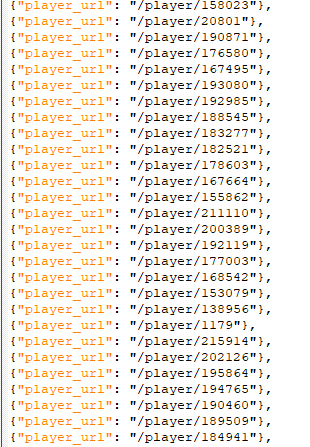 {"player_url": "/player/158023"},
{"player_url": "/player/20801"},
{"player_url": "/player/190871"},
{"player_url": "/player/176580"},
{"player_url": "/player/167495"},
{"player_url": "/player/193080"},
{"player_url": "/player/192985"},
{"player_url": "/player/188545"},
{"player_url": "/player/183277"},
{"player_url": "/player/182521"},
{"player_url": "/player/178603"},
{"player_url": "/player/167664"},
{"player_url": "/player/155862"},
{"player_url": "/player/211110"},
{"player_url": "/player/200389"},
{"player_url": "/player/192119"},
{"player_url": "/player/177003"},
{"player_url": "/player/168542"},
{"player_url": "/player/153079"},
{"player_url": "/player/138956"},
{"player_url": "/player/1179"},
{"player_url": "/player/215914"},
{"player_url": "/player/202126"},
{"player_url": "/player/195864"},
{"player_url": "/player/194765"},
{"player_url": "/player/190460"},
{"player_url": "/player/189509"},
{"player_url": "/player/184941"},